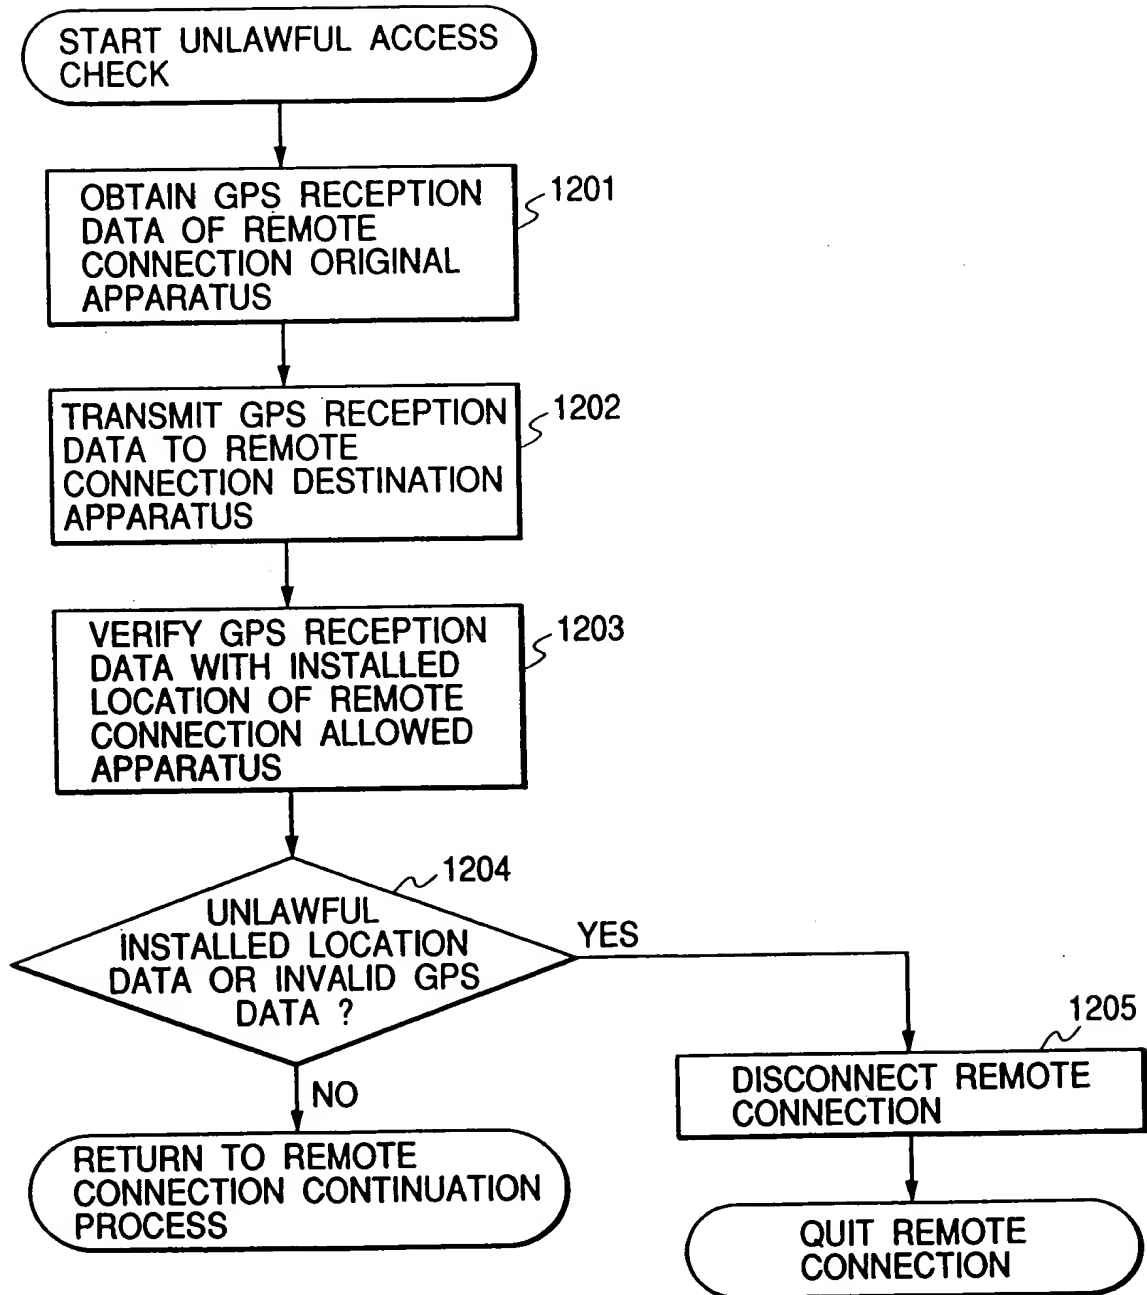 START UNLAWFUL ACCESS
CHECK
OBTAIN GPS RECEPTION
DATA OF REMOTE
CONNECTION ORIGINAL
APPARATUS
1201
TRANSMIT GPS RECEPTION
DATA TO REMOTE
CONNECTION DESTINATION
APPARATUS
1202
VERIFY GPS RECEPTION
DATA WITH INSTALLED
LOCATION OF REMOTE
CONNECTION ALLOWED
APPARATUS
1203
1204
UNLAWFUL
INSTALLED LOCATION
DATA OR INVALID GPS
DATA ?
YES
NO
1205
DISCONNECT REMOTE
CONNECTION
RETURN TO REMOTE
CONNECTION CONTINUATION
PROCESS
QUIT REMOTE
CONNECTION